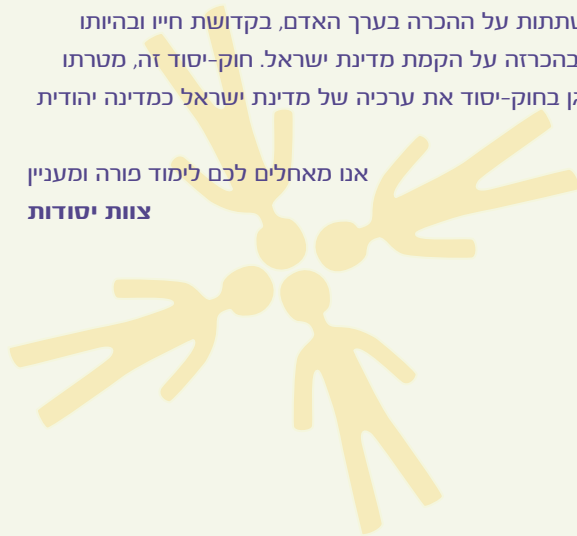 שתתות על ההכרה בערך האדם, בקדושת חייו ובהיותו
בהכרזה על הקמת מדינת ישראל. חוק-יסוד זה, מטרתו
גן בחוק-יסוד את ערכיה של מדינת ישראל כמדינה יהודית
אנו מאחלים לכם לימוד פורה ומעניין
צוות יסודות